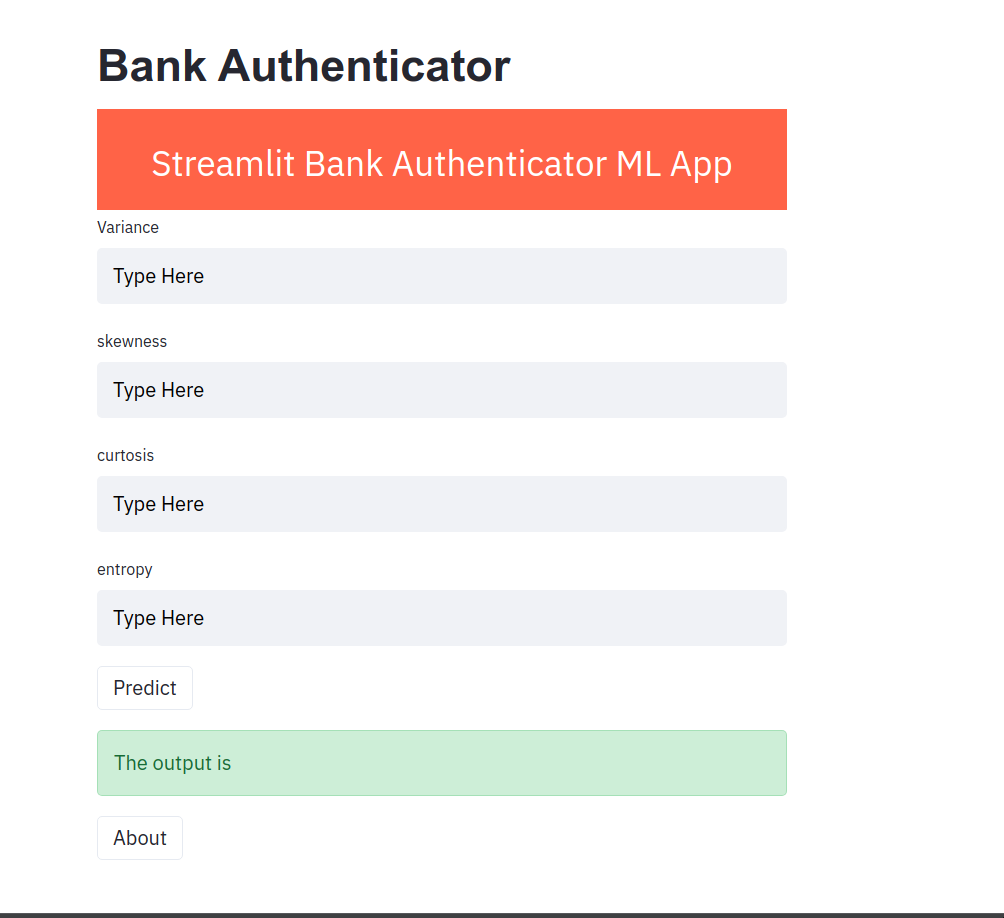 Bank Authenticator
Streamlit Bank Authenticator ML App
Variance
Type Here
skewness
Type Here
curtosis
Type Here
entropy
Type Here
Predict
The output is
About